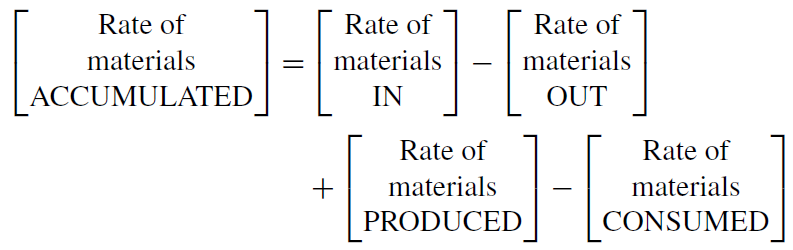 Rate of materials ACCUMULATED = Rate of materials IN − Rate of materials OUT
+ Rate of materials PRODUCED − Rate of materials CONSUMED